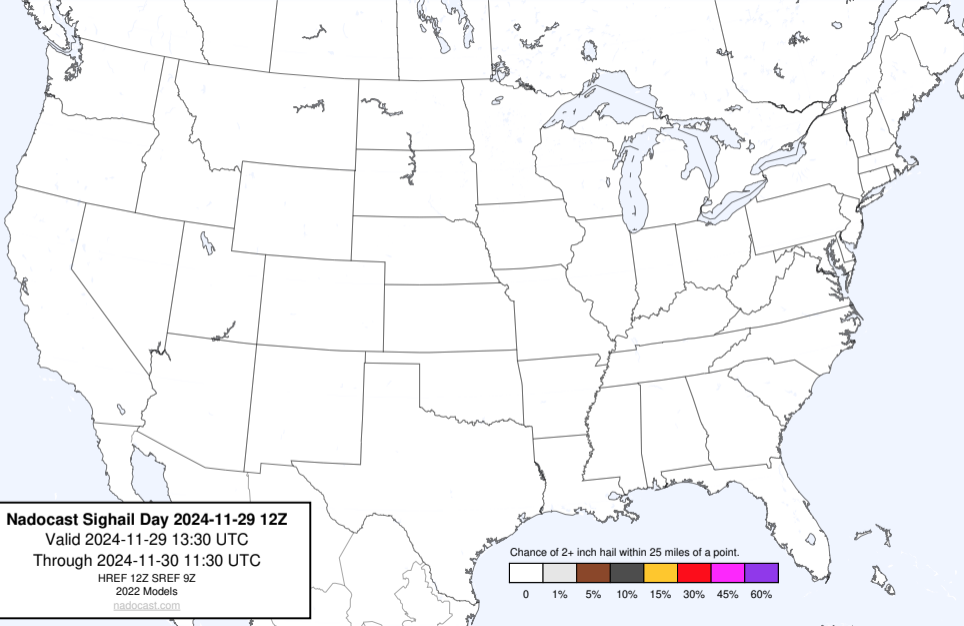 Nadocast Sighail Day 2024-11-29 12Z
Valid 2024-11-29 13:30 UTC
Through 2024-11-30 11:30 UTC
HREF 12Z SREF 9Z
2022 Models
nadocast.com
Chance of 2+ inch hail within 25 miles of a point.
0 1% 5% 10% 15% 30% 45% 60%